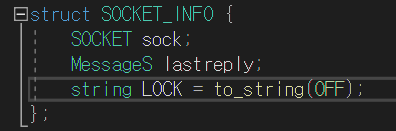 struct SOCKET_INFO {
SOCKET sock;
MessageS lastreply;
string LOCK = to_string(OFF);
};